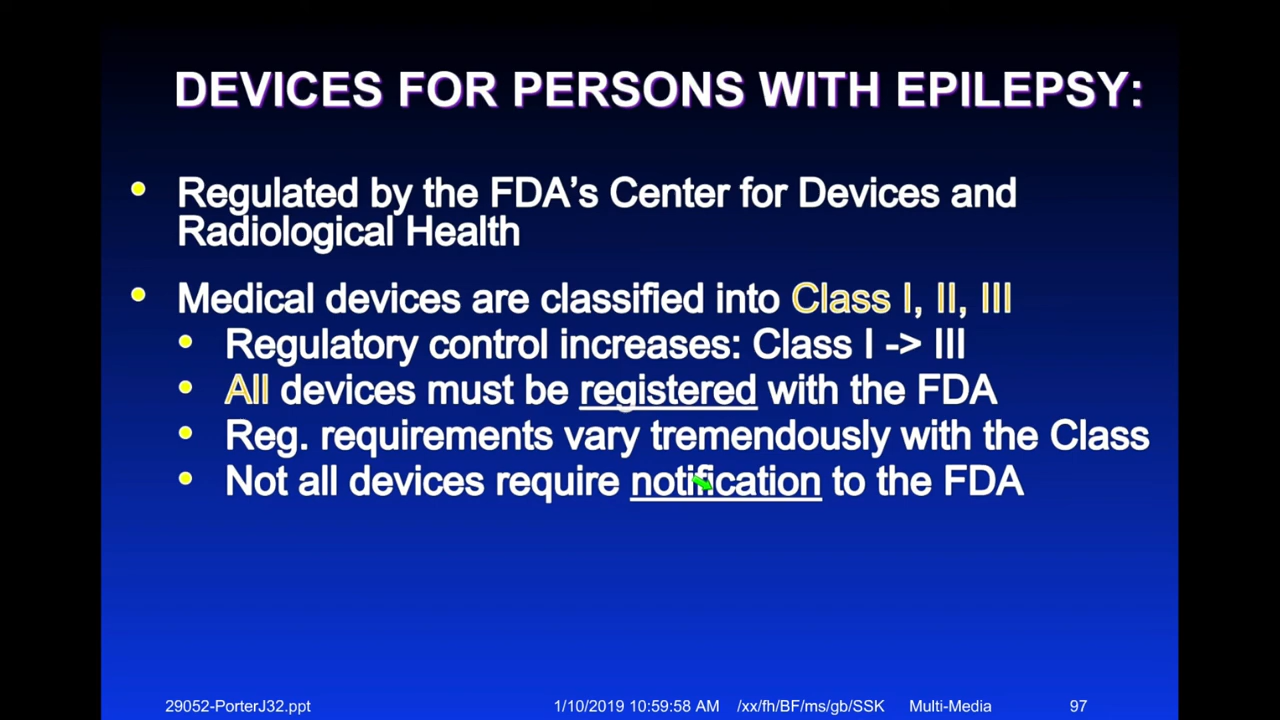 DEVICES FOR PERSONS WITH EPILEPSY:
• Regulated by the FDA’s Center for Devices and
Radiological Health
• Medical devices are classified into Class I, II, III
• Regulatory control increases: Class I -> III
• All devices must be registered with the FDA
• Reg. requirements vary tremendously with the Class
• Not all devices require notification to the FDA
29052-PorterJ32.ppt 1/10/2019 10:59:58 AM /xx/fh/BF/ms/gb/SSK Multi-Media 97